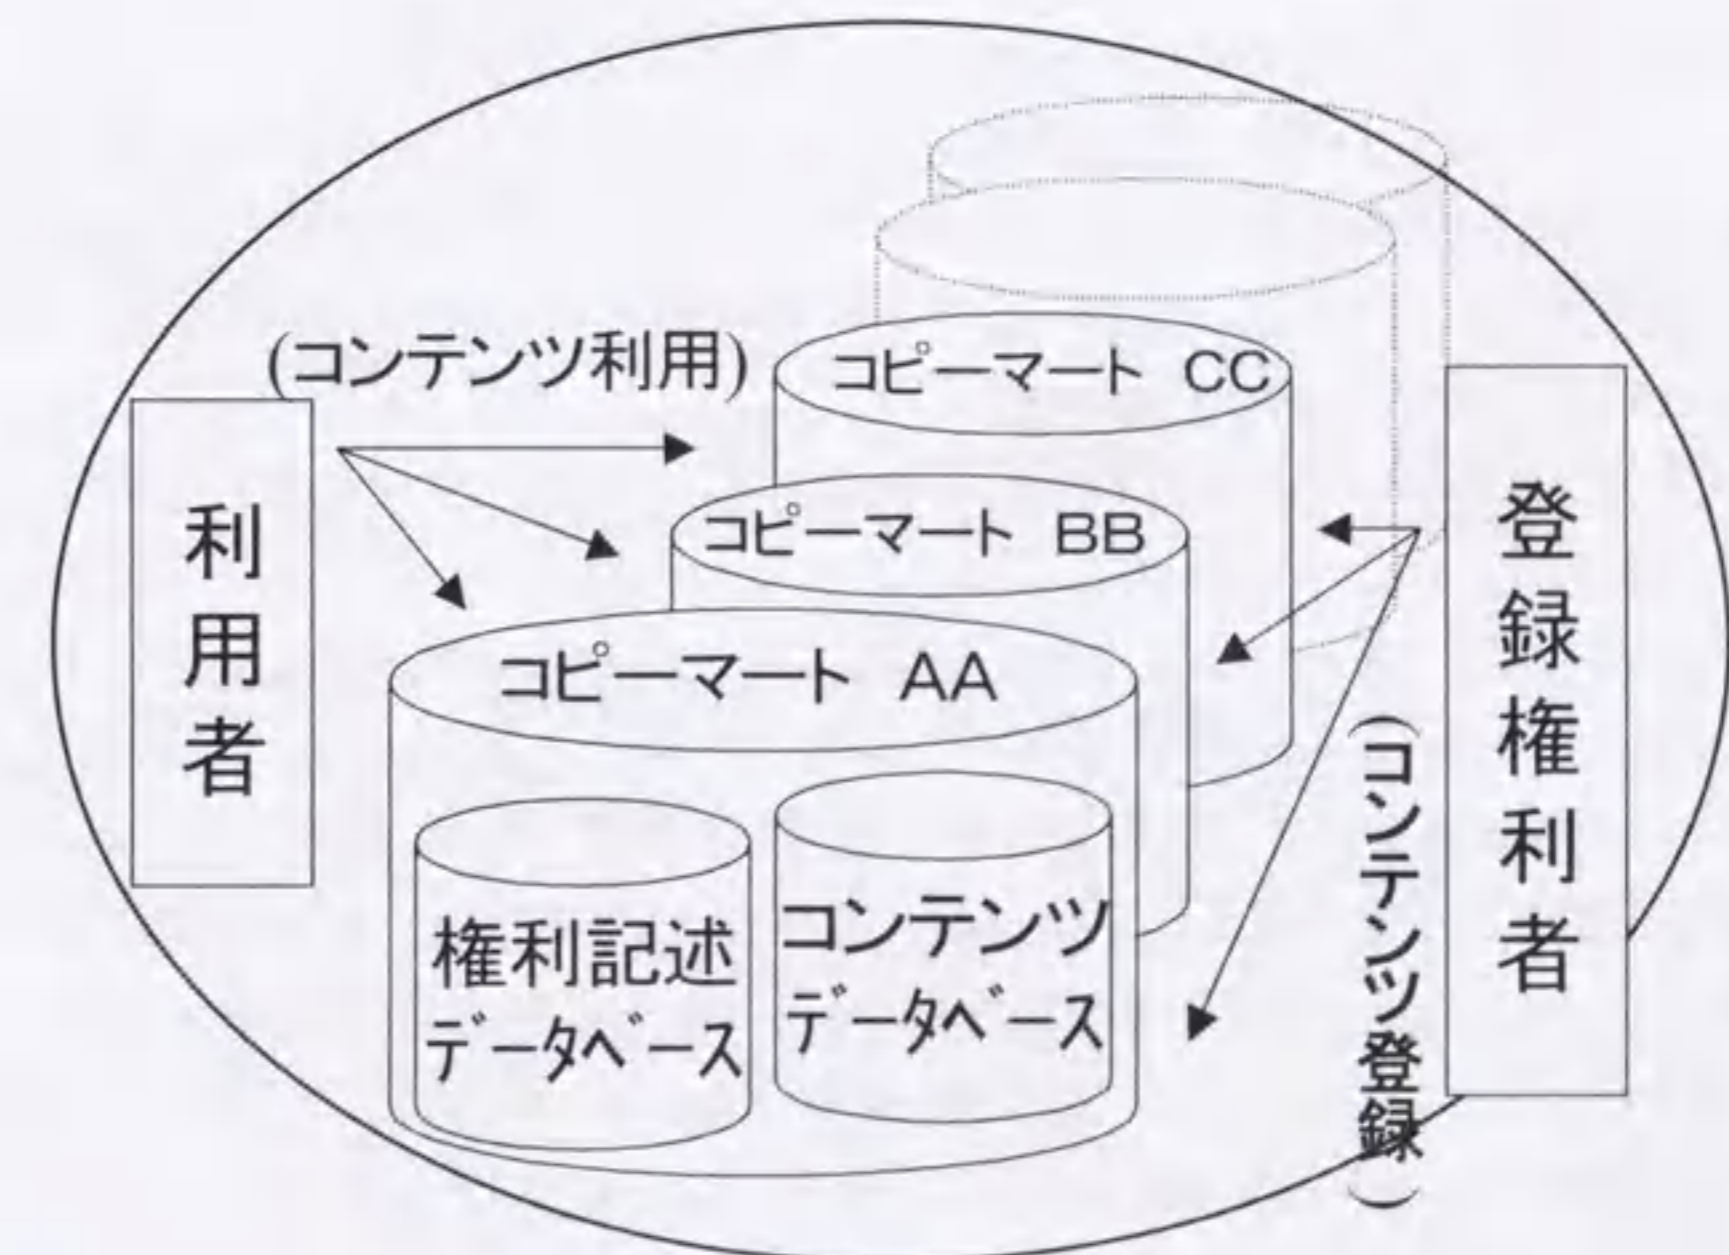 (コンテンツ利用)
コピーマート CC
利用者
コピーマート BB
登録権利者
コピーマート AA
(コンテンツ登録)
権利記述
データベース
コンテンツ
データベース